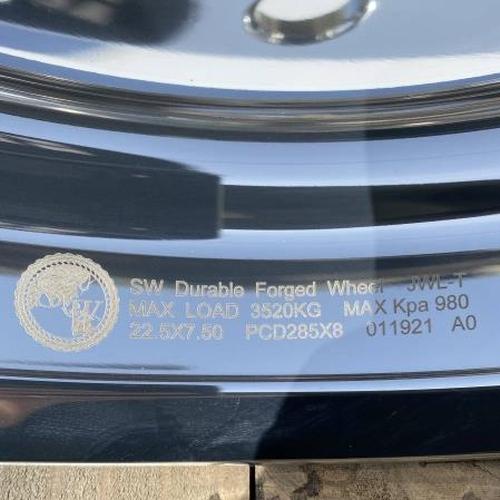 SW Durable Forged Wheel JWL-T
MAX LOAD 3520KG MAX Kpa 980
22.5X7.50 PCD285X8 011921 A0